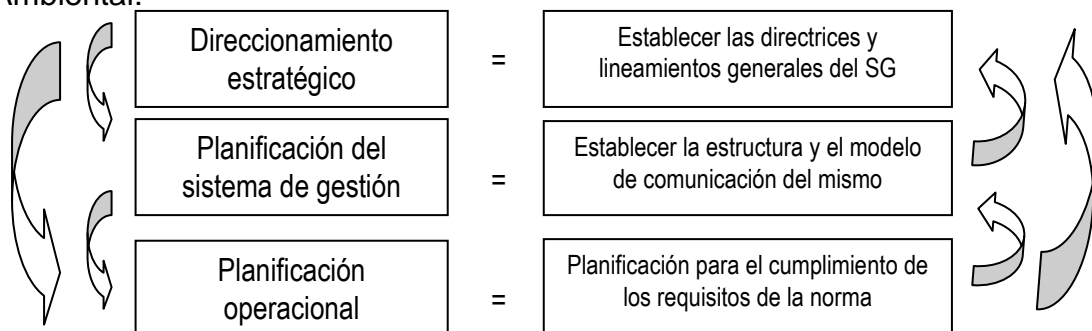 Ambiental.
Direccionamiento
estratégico
=
Establecer las directrices y
lineamientos generales del SG
Planificación del
sistema de gestión
=
Establecer la estructura y el modelo
de comunicación del mismo
Planificación
operacional
=
Planificación para el cumplimiento de
los requisitos de la norma